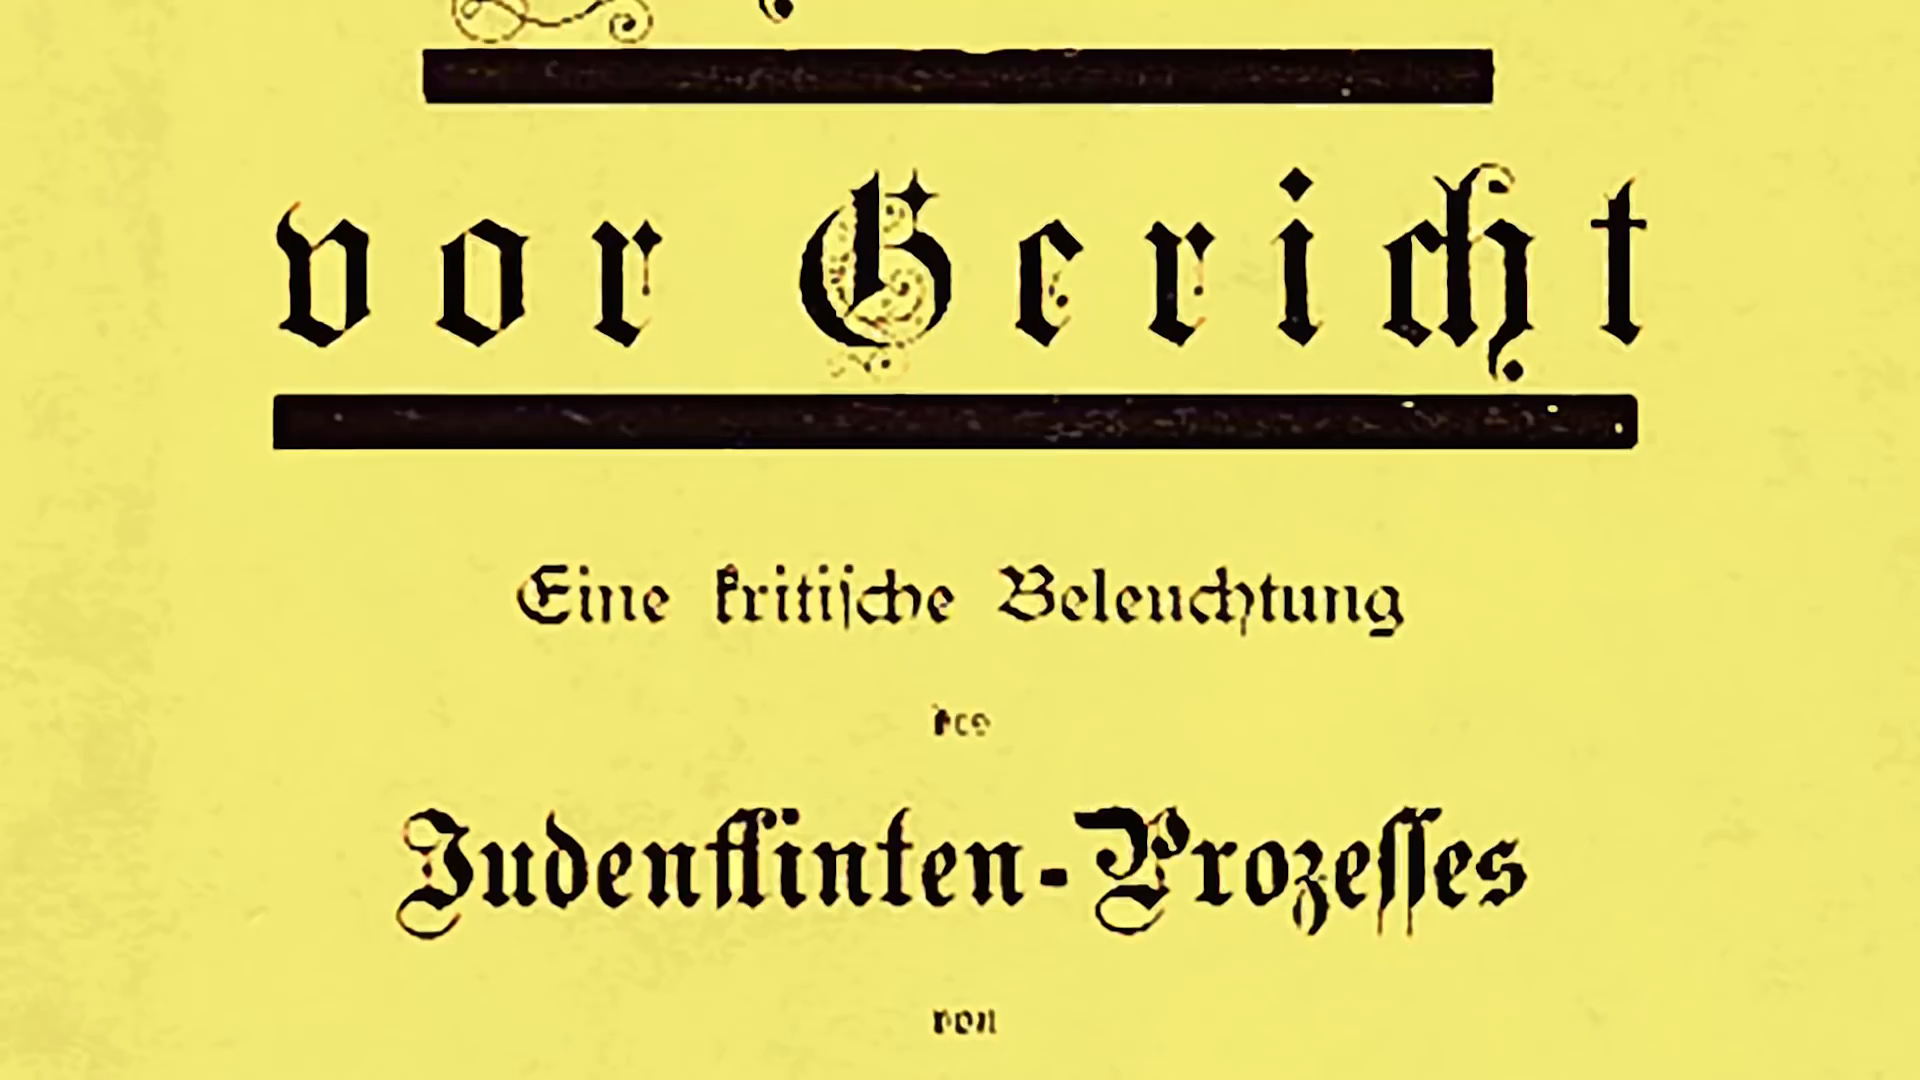 vor Gericht
Eine kritiſche Beleuchtung
des
Judenflinten-Prozeſſes
von